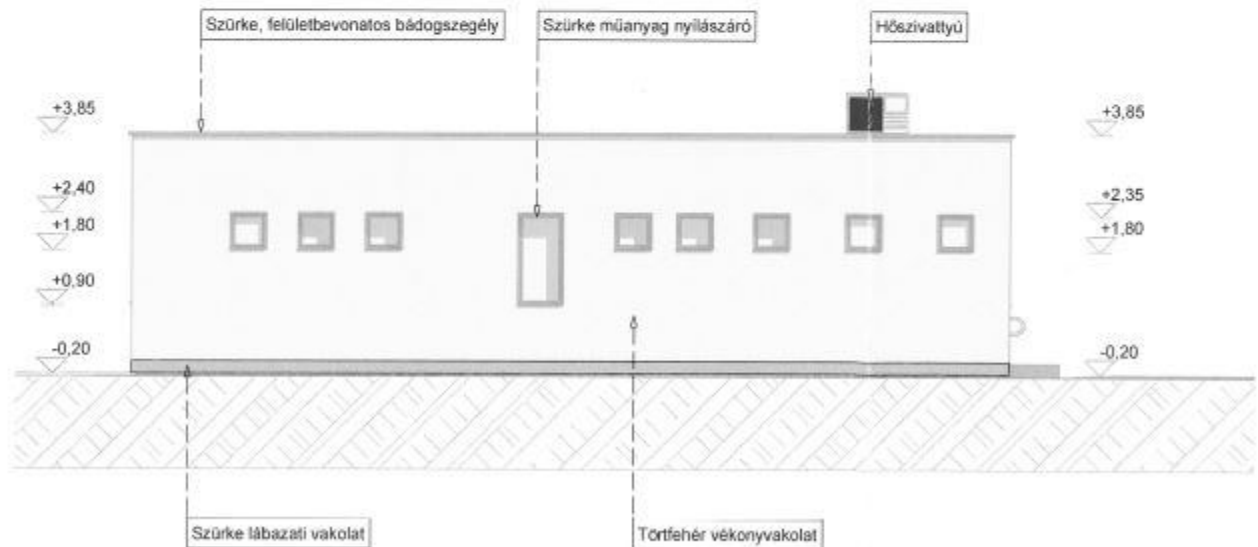 Szürke, felületbevonatos bádogszegély
Szürke műanyag nyílászáró
Hőszivattyú
+3,85
+3,85
+2,40
+2,35
+1,80
+1,80
+0,90
-0,20
-0,20
Szürke lábazati vakolat
Törtfehér vékonyvakolat